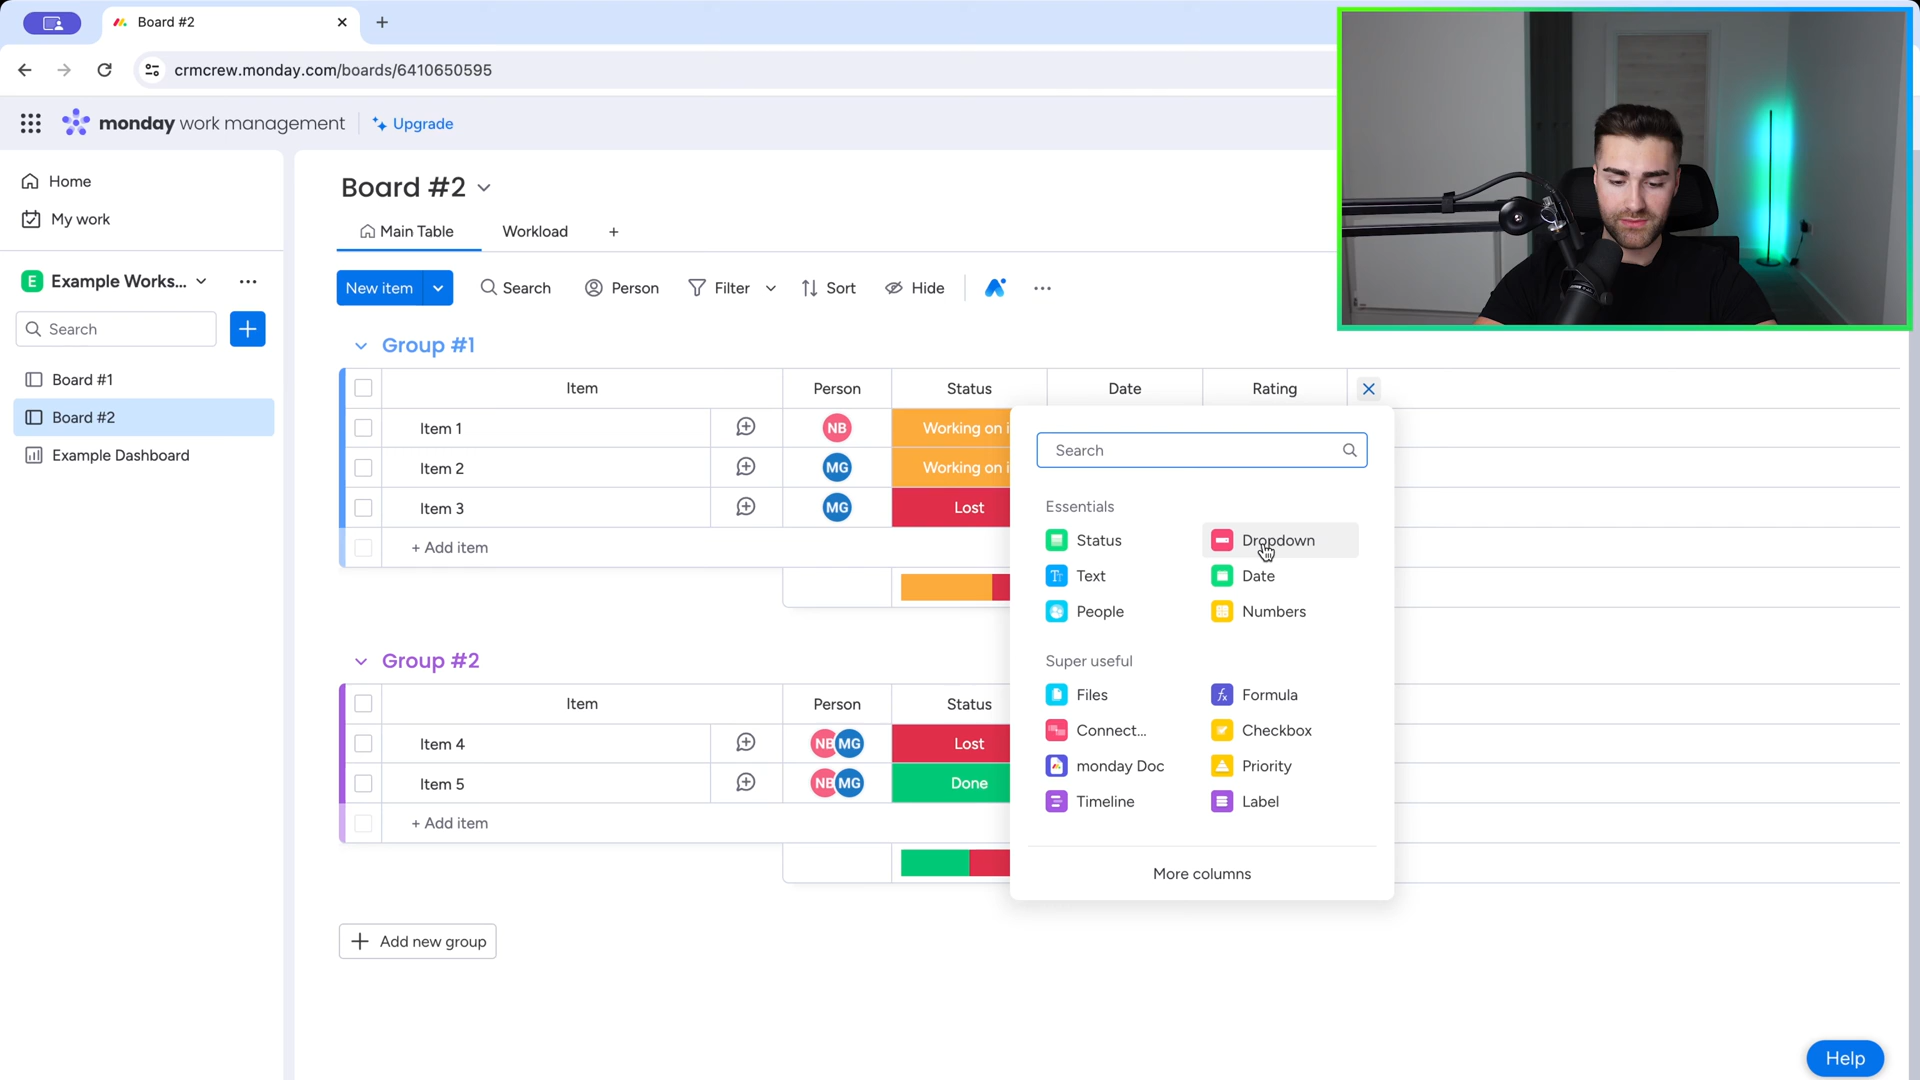 Board #2
crmcrew.monday.com/boards/6410650595
monday work management
Upgrade
Home
My work
E Example Works...
Search
Board #1
Board #2
Example Dashboard
Board #2
Main Table
Workload
New item
Search
Person
Filter
Sort
Hide
Group #1
Item Person Status Date Rating
Item 1 NB Working on i
Item 2 MG Working on i
Item 3 MG Lost
+ Add item
Group #2
Item Person Status
Item 4 NB MG Lost
Item 5 NB MG Done
+ Add item
Add new group
Search
Essentials
Status Dropdown
Text Date
People Numbers
Super useful
Files Formula
Connect... Checkbox
monday Doc Priority
Timeline Label
More columns
Help